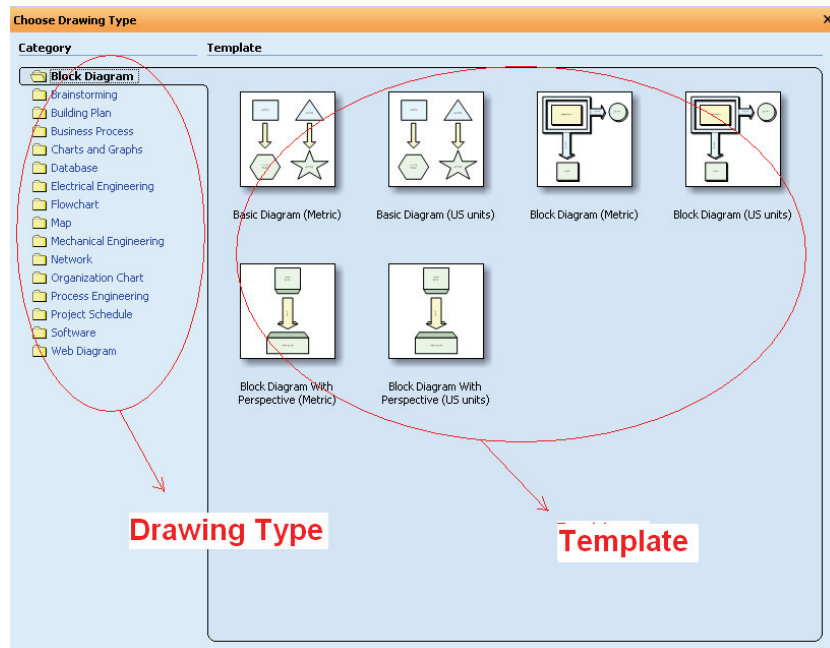 Choose Drawing Type
Category
Template
Block Diagram
Brainstorming
Building Plan
Business Process
Charts and Graphs
Database
Electrical Engineering
Flowchart
Map
Mechanical Engineering
Network
Organization Chart
Process Engineering
Project Schedule
Software
Web Diagram
Basic Diagram (Metric)
Basic Diagram (US units)
Block Diagram (Metric)
Block Diagram (US units)
Block Diagram With
Perspective (Metric)
Block Diagram With
Perspective (US units)
Drawing Type
Template